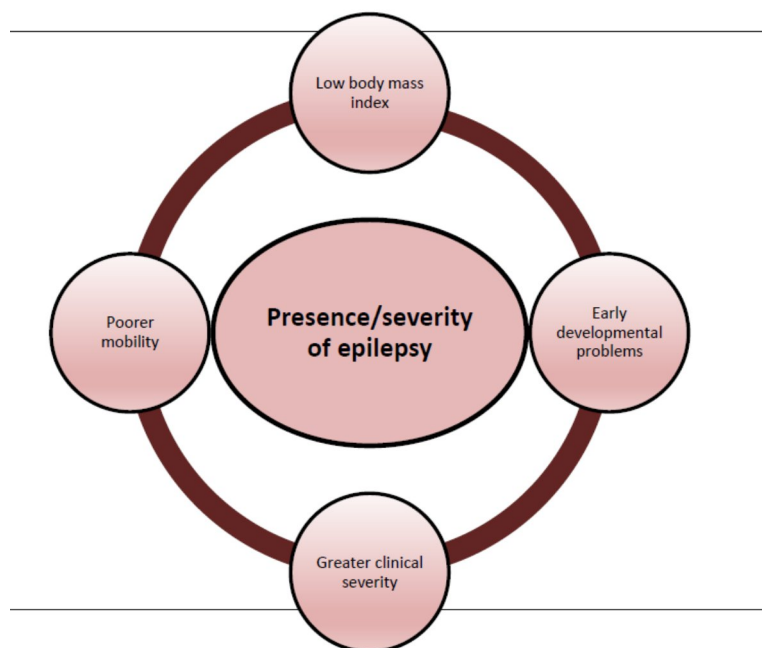 Low body mass
index
Poorer
mobility
Presence/severity
of epilepsy
Early
developmental
problems
Greater clinical
severity